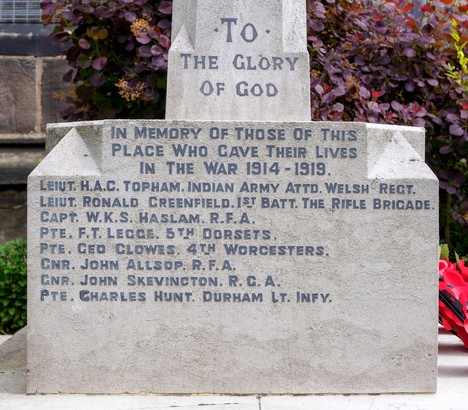 · TO ·
THE GLORY
OF GOD
IN MEMORY OF THOSE OF THIS
PLACE WHO GAVE THEIR LIVES
IN THE WAR 1914-1919.
LEIUT. H.A.C. TOPHAM, INDIAN ARMY ATTD. WELSH REGT.
LEIUT. RONALD GREENFIELD. 1ST BATT. THE RIFLE BRIGADE.
CAPT. W.K.S. HASLAM. R.F.A.
PTE. F.T. LEGGE. 5TH DORSETS.
PTE. GEO CLOWES. 4TH WORCESTERS.
GNR. JOHN ALLSOP. R.F.A.
GNR. JOHN SKEVINGTON. R.G.A.
PTE. CHARLES HUNT. DURHAM LT. INFY.